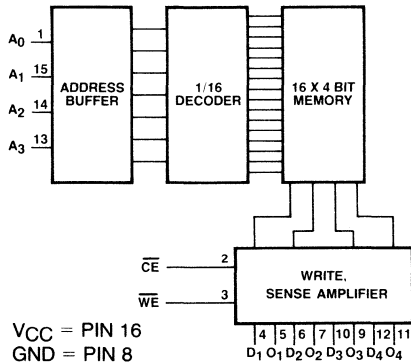 A0 1
A1 15
A2 14
A3 13
ADDRESS
BUFFER
1/16
DECODER
16 X 4 BIT
MEMORY
CE 2
WE 3
WRITE,
SENSE AMPLIFIER
4 5 6 7 10 9 12 11
D1 O1 D2 O2 D3 O3 D4 O4
VCC = PIN 16
GND = PIN 8